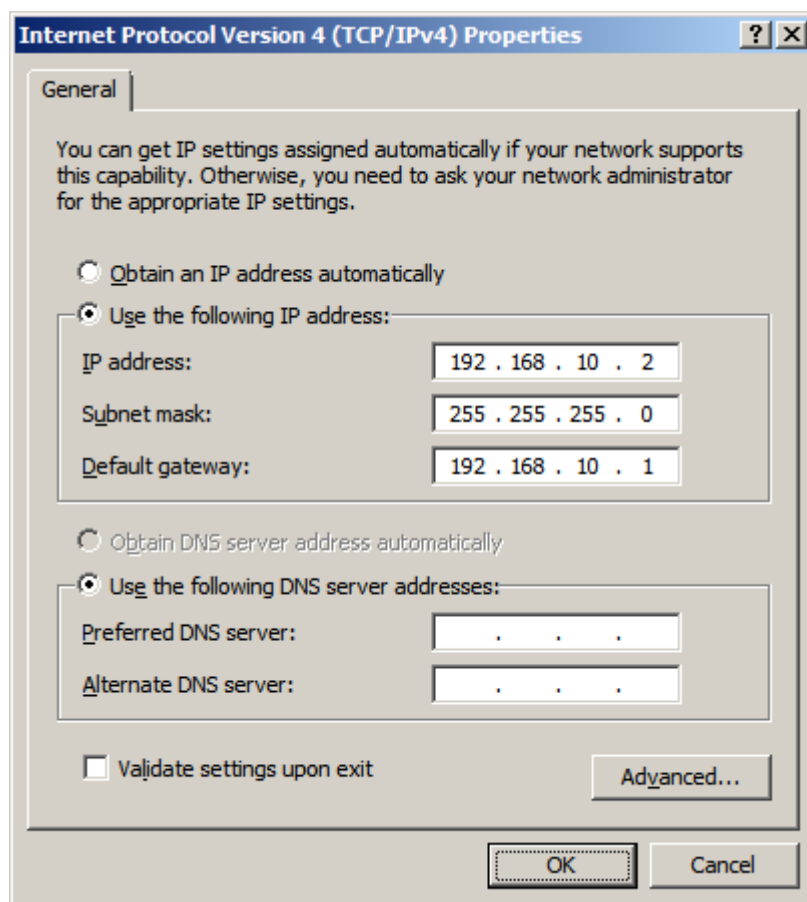 Internet Protocol Version 4 (TCP/IPv4) Properties
General
You can get IP settings assigned automatically if your network supports
this capability. Otherwise, you need to ask your network administrator
for the appropriate IP settings.
Obtain an IP address automatically
Use the following IP address:
IP address: 192 . 168 . 10 . 2
Subnet mask: 255 . 255 . 255 . 0
Default gateway: 192 . 168 . 10 . 1
Obtain DNS server address automatically
Use the following DNS server addresses:
Preferred DNS server: . . .
Alternate DNS server: . . .
Validate settings upon exit
Advanced...
OK Cancel